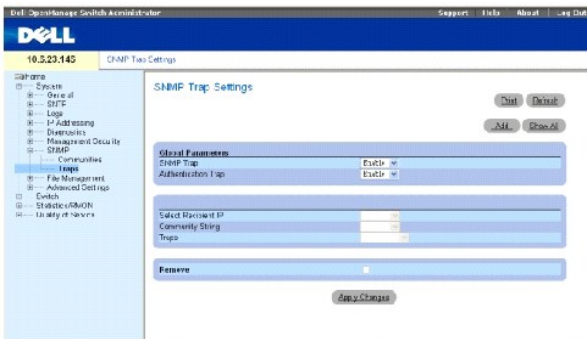 Dell OpenManage Switch Administrator
Support Help About Log Out
DELL
10.6.23.145 SNMP Trap Settings
Home
System
General
SNTP
Logs
IP Addressing
Diagnostics
Management Security
SNMP
Communities
Traps
File Management
Advanced Settings
Switch
Statistics/RMON
Quality of Service
SNMP Trap Settings
Print Refresh
Add Show All
Global Parameters
SNMP Trap Enable
Authentication Trap Enable
Select Recipient IP
Community String
Traps
Remove
Apply Changes